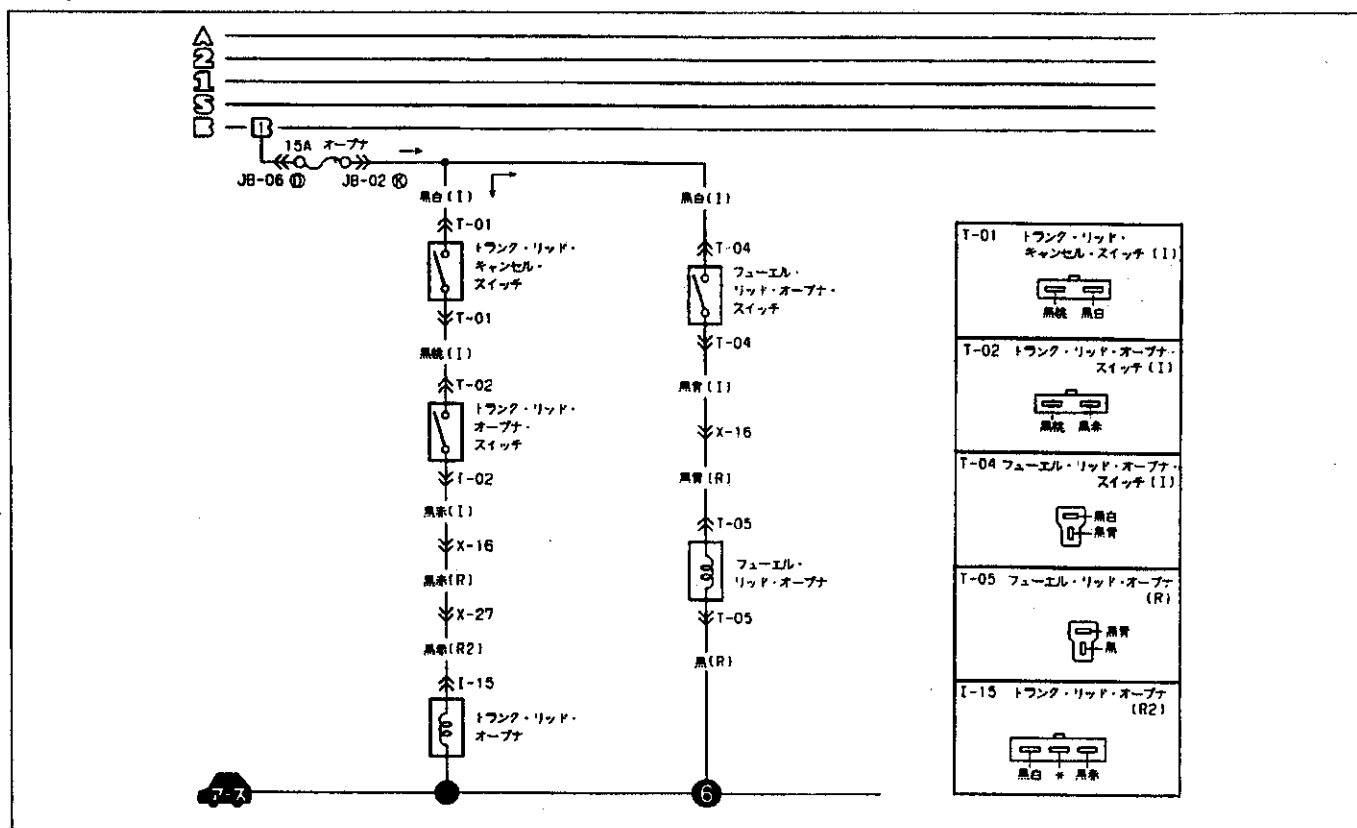 A
2
1
S
B
B
15A オープナ
JB-06 Ⓓ
JB-02 Ⓚ
黒白(I)
T-01
トランク・リッド・
キャンセル・
スイッチ
T-01
黒桃(I)
T-02
トランク・リッド・
オープナ・
スイッチ
T-02
黒赤(I)
X-16
黒赤(R)
X-27
黒赤(R2)
I-15
トランク・リッド・
オープナ
黒白(I)
T-04
フューエル・
リッド・オープナ・
スイッチ
T-04
黒青(I)
X-16
黒青(R)
T-05
フューエル・
リッド・オープナ
T-05
黒(R)
アース
6
T-01 トランク・リッド・
キャンセル・スイッチ(I)
黒桃 黒白
T-02 トランク・リッド・オープナ・
スイッチ(I)
黒桃 黒赤
T-04 フューエル・リッド・オープナ・
スイッチ(I)
黒白
黒青
T-05 フューエル・リッド・オープナ
(R)
黒青
黒
I-15 トランク・リッド・オープナ
(R2)
黒白 * 黒赤